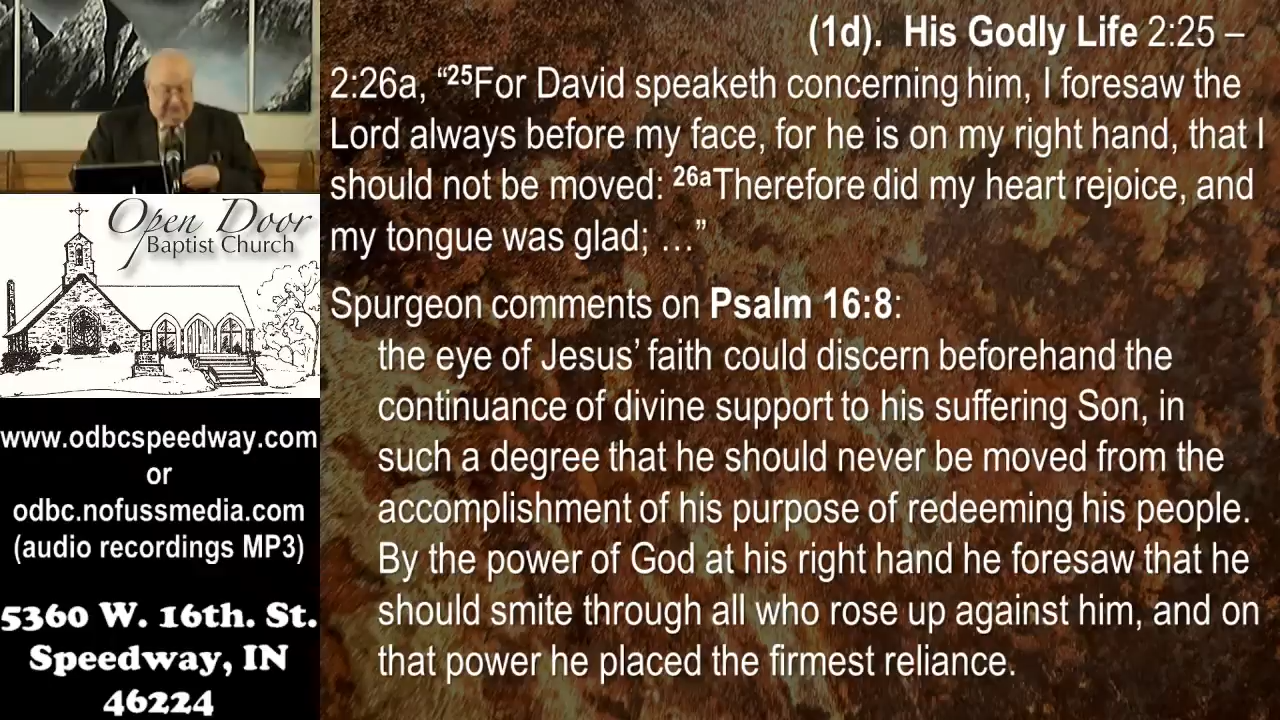 Open Door
Baptist Church
www.odbcspeedway.com
or
odbc.nofussmedia.com
(audio recordings MP3)
5360 W. 16th. St.
Speedway, IN
46224
(1d). His Godly Life 2:25 –
2:26a, “25For David speaketh concerning him, I foresaw the
Lord always before my face, for he is on my right hand, that I
should not be moved: 26aTherefore did my heart rejoice, and
my tongue was glad; …”
Spurgeon comments on Psalm 16:8:
the eye of Jesus’ faith could discern beforehand the
continuance of divine support to his suffering Son, in
such a degree that he should never be moved from the
accomplishment of his purpose of redeeming his people.
By the power of God at his right hand he foresaw that he
should smite through all who rose up against him, and on
that power he placed the firmest reliance.